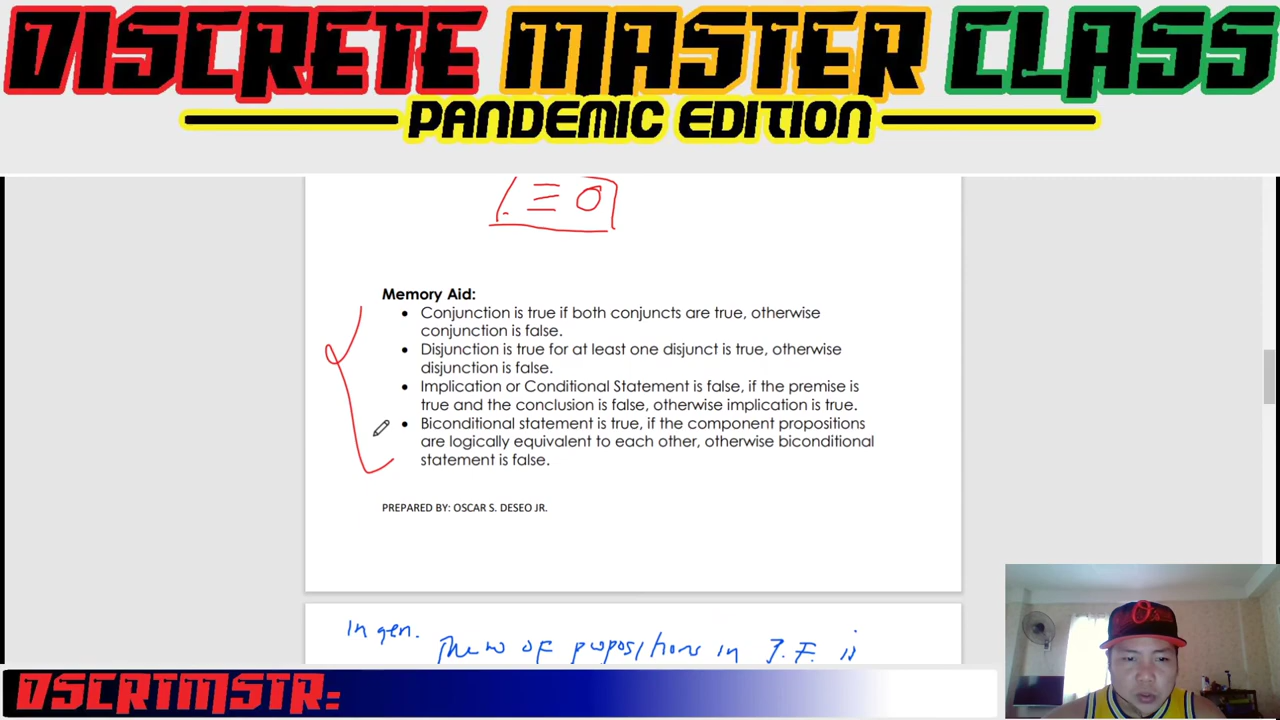 DISCRETE MASTER CLASS
PANDEMIC EDITION
. ≡ 0
Memory Aid:
• Conjunction is true if both conjuncts are true, otherwise
conjunction is false.
• Disjunction is true for at least one disjunct is true, otherwise
disjunction is false.
• Implication or Conditional Statement is false, if the premise is
true and the conclusion is false, otherwise implication is true.
• Biconditional statement is true, if the component propositions
are logically equivalent to each other, otherwise biconditional
statement is false.
PREPARED BY: OSCAR S. DESEO JR.
In gen.
of propositions in
DSCRTMSTR: